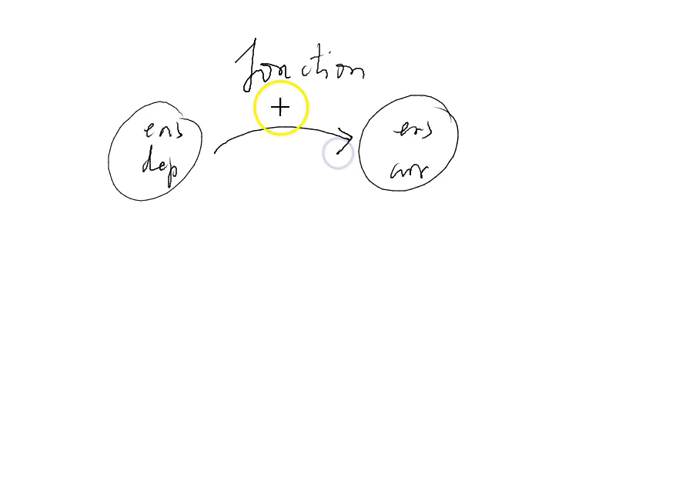 fonction
ens
dep
ens
arr